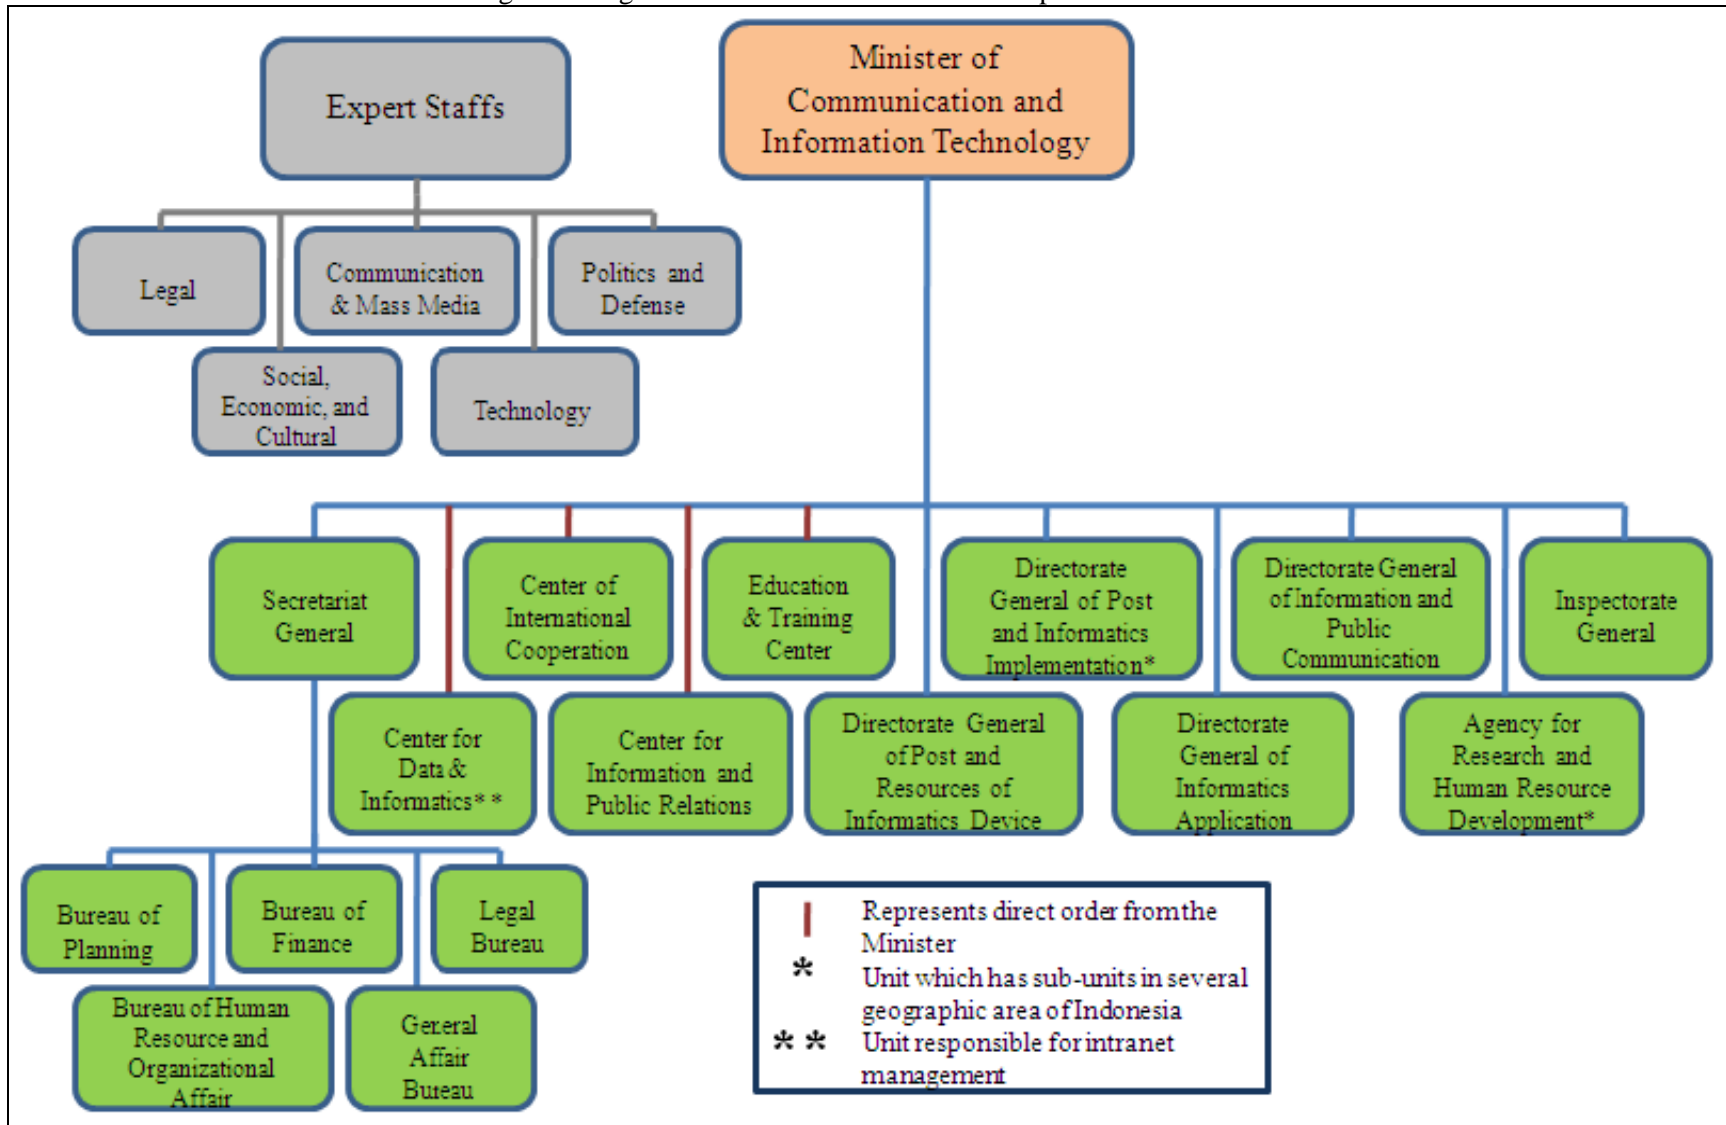 Expert Staffs
Minister of
Communication and
Information Technology
Legal
Communication
& Mass Media
Politics and
Defense
Social,
Economic, and
Cultural
Technology
Secretariat
General
Center of
International
Cooperation
Education
& Training
Center
Directorate
General of Post
and Informatics
Implementation*
Directorate General
of Information and
Public
Communication
Inspectorate
General
Center for
Data &
Informatics**
Center for
Information and
Public Relations
Directorate General
of Post and
Resources of
Informatics Device
Directorate
General of
Informatics
Application
Agency for
Research and
Human Resource
Development*
Bureau of
Planning
Bureau of
Finance
Legal
Bureau
Bureau of Human
Resource and
Organizational
Affair
General
Affair
Bureau
Represents direct order from the
Minister
* Unit which has sub-units in several
geographic area of Indonesia
** Unit responsible for intranet
management